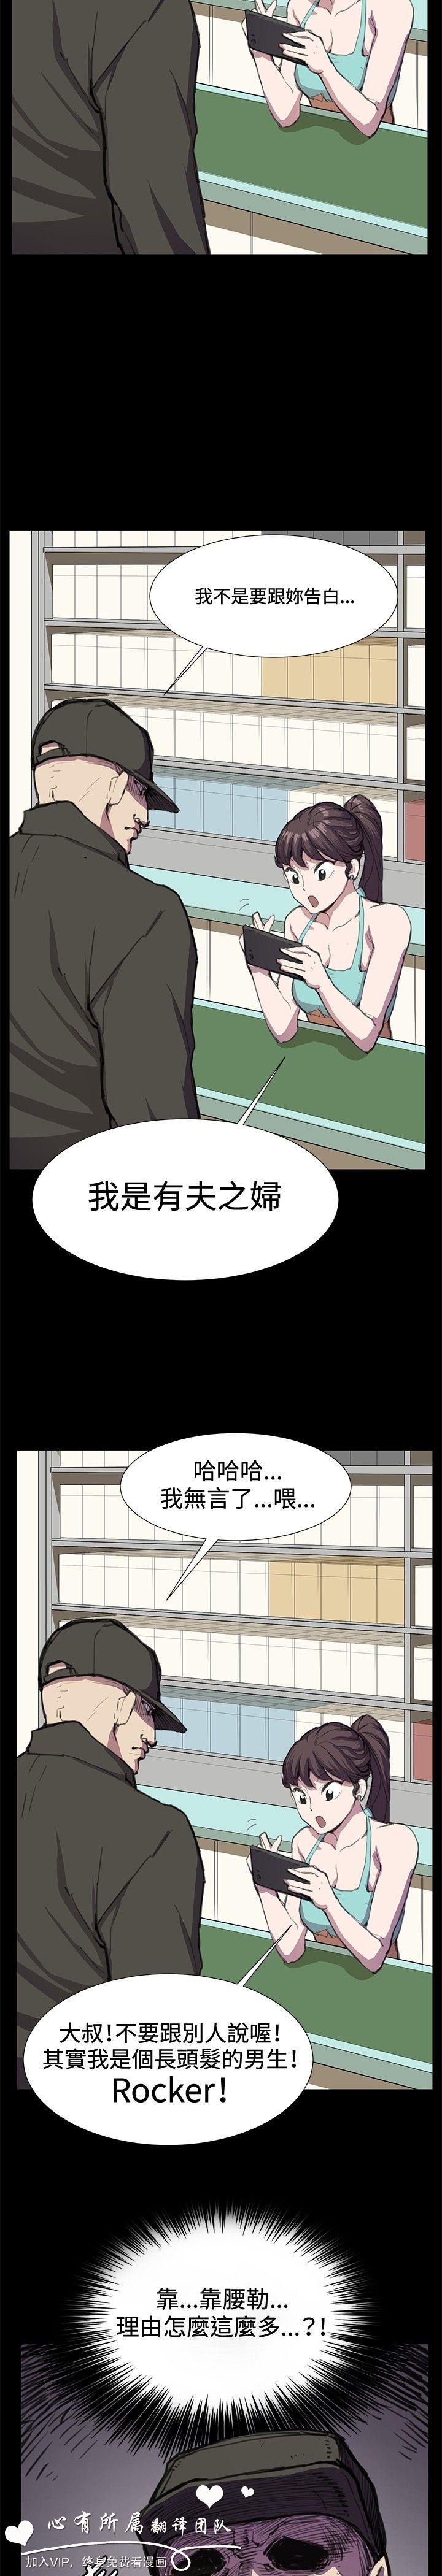 我不是要跟妳告白...
我是有夫之婦
哈哈哈...
我無言了...喂...
大叔！不要跟別人說喔！
其實我是個長頭髮的男生！
Rocker！
靠...靠腰勒...
理由怎麼這麼多...？！
心有所属翻译团队
加入VIP，终身免费看漫画